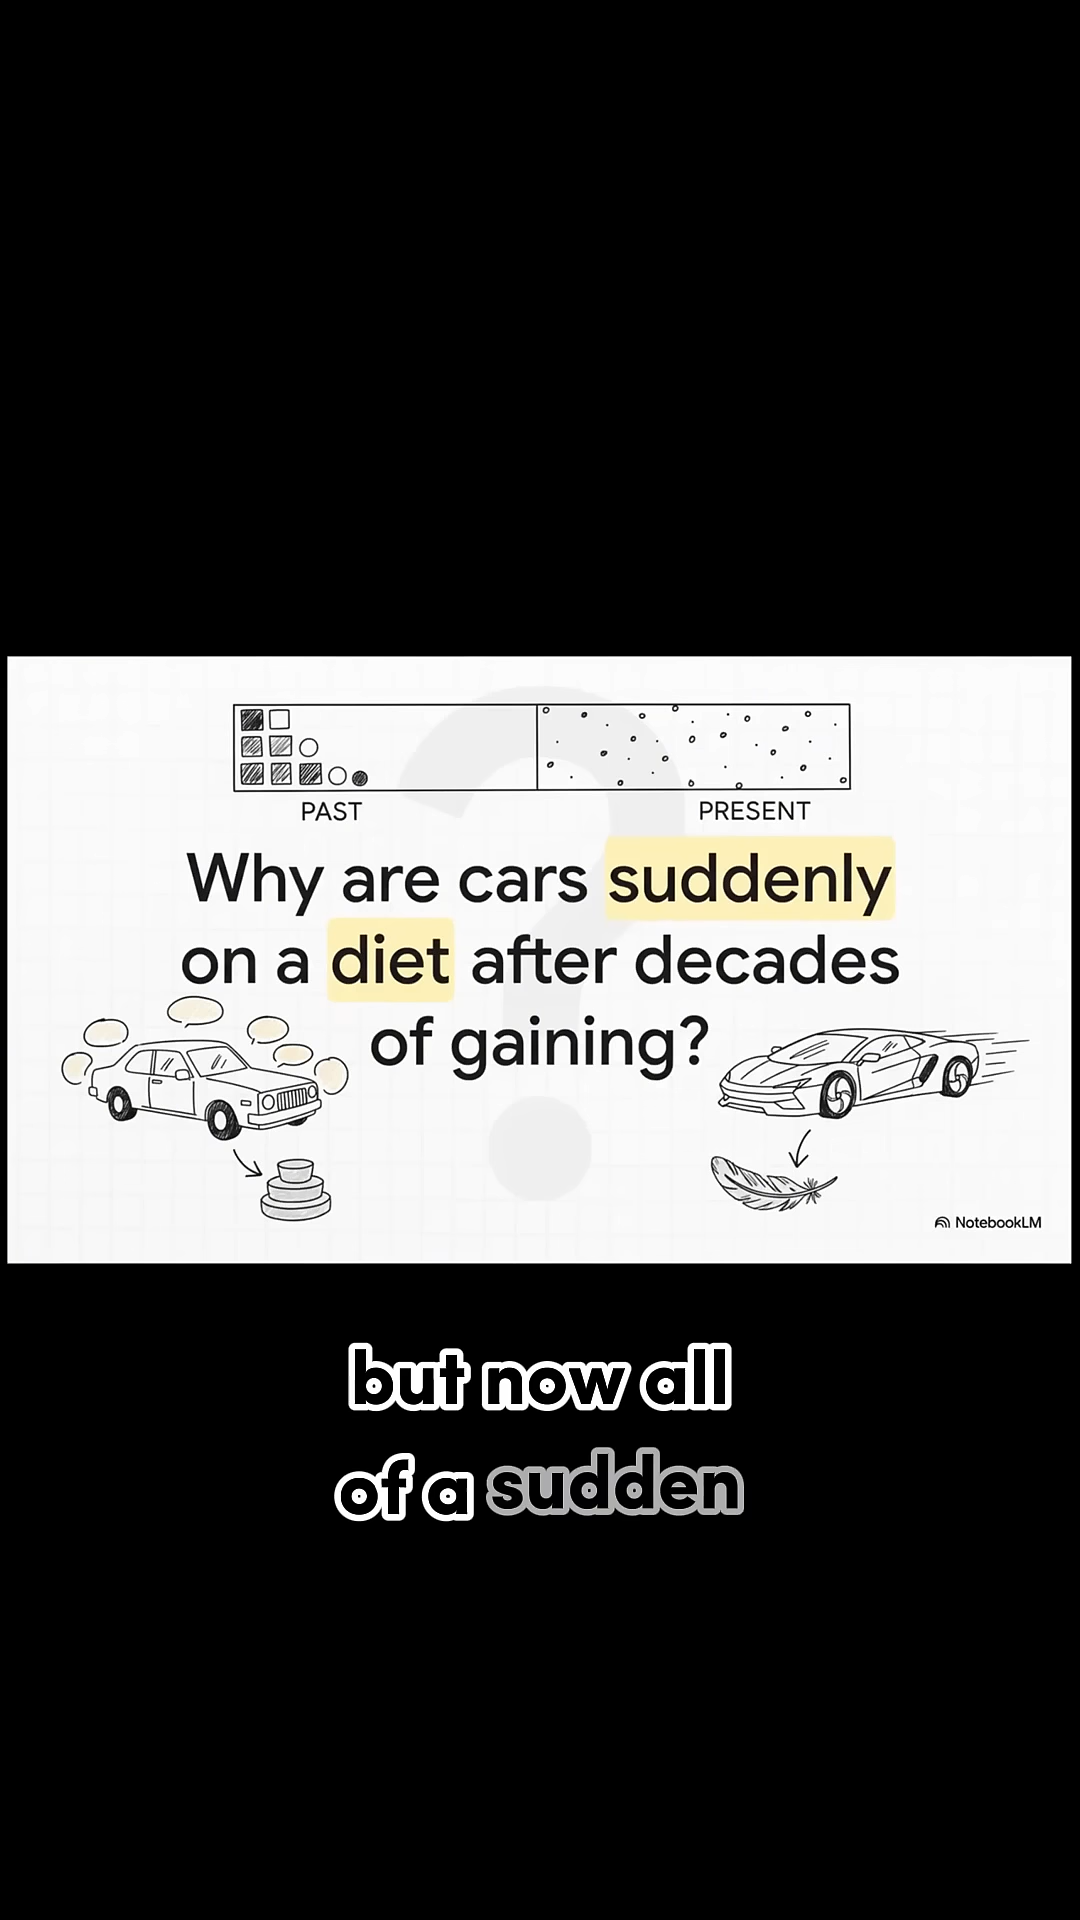 PAST
PRESENT
Why are cars suddenly
on a diet after decades
of gaining?
NotebookLM
but now all
of a sudden